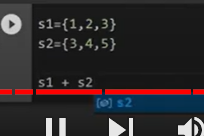 s1={1,2,3}
s2={3,4,5}
s1 + s2
s2